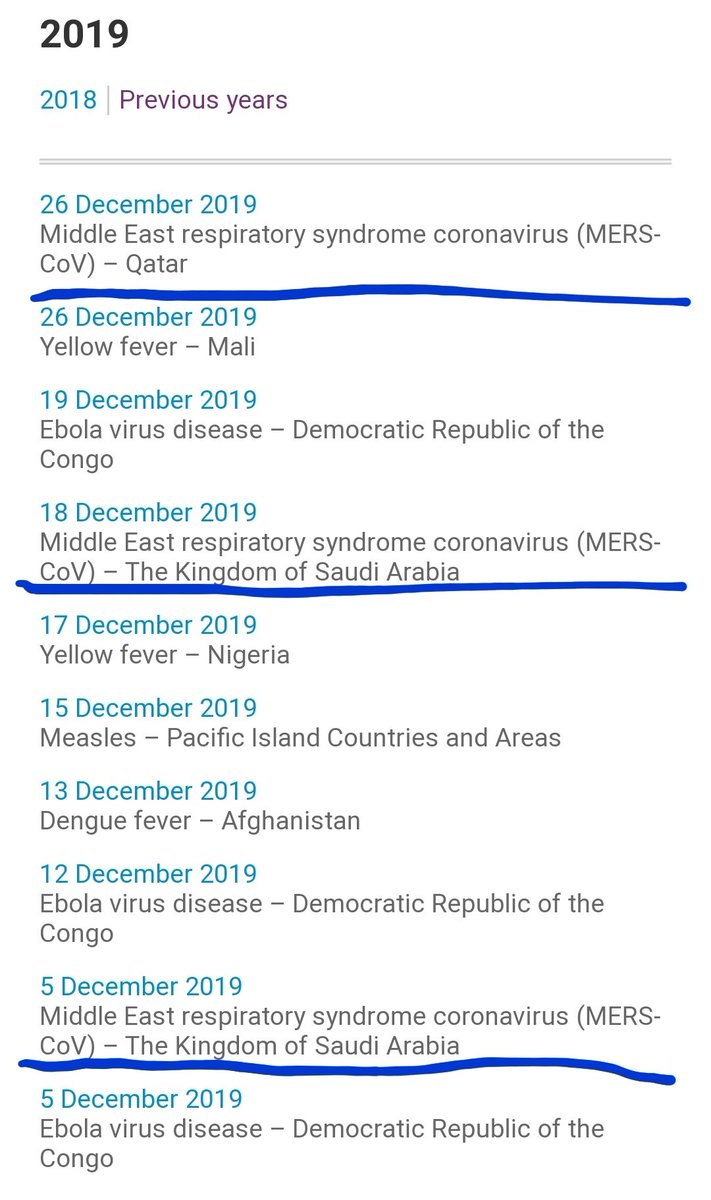 2019
2018 | Previous years
26 December 2019
Middle East respiratory syndrome coronavirus (MERS-
CoV) – Qatar
26 December 2019
Yellow fever – Mali
19 December 2019
Ebola virus disease – Democratic Republic of the
Congo
18 December 2019
Middle East respiratory syndrome coronavirus (MERS-
CoV) – The Kingdom of Saudi Arabia
17 December 2019
Yellow fever – Nigeria
15 December 2019
Measles – Pacific Island Countries and Areas
13 December 2019
Dengue fever – Afghanistan
12 December 2019
Ebola virus disease – Democratic Republic of the
Congo
5 December 2019
Middle East respiratory syndrome coronavirus (MERS-
CoV) – The Kingdom of Saudi Arabia
5 December 2019
Ebola virus disease – Democratic Republic of the
Congo